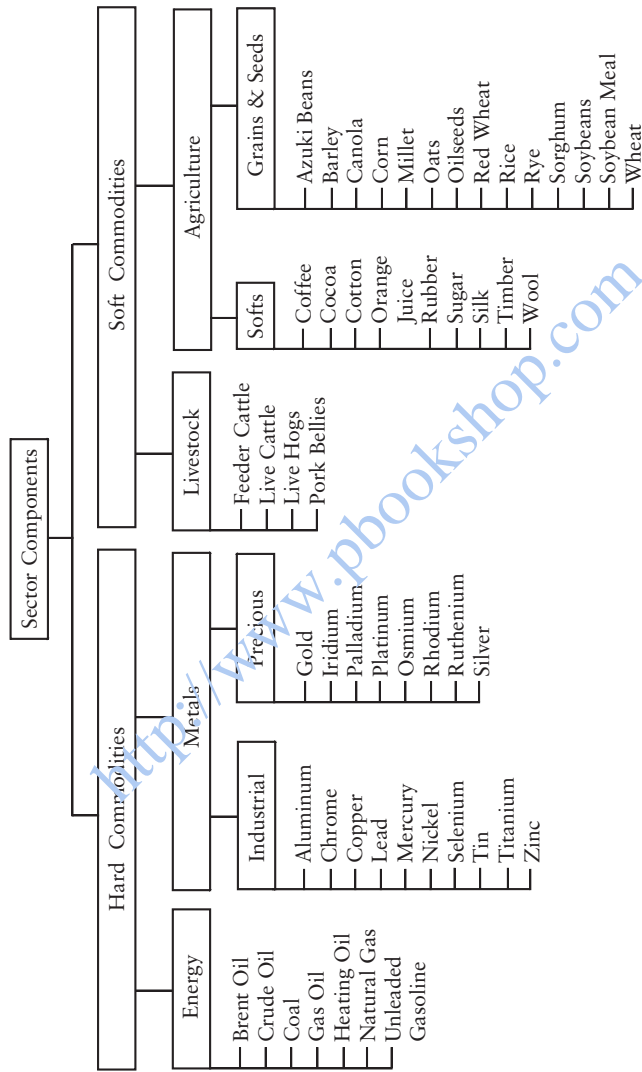 Sector Components
Hard Commodities
Soft Commodities
Energy
Metals
Livestock
Agriculture
Brent Oil
Crude Oil
Coal
Gas Oil
Heating Oil
Natural Gas
Unleaded
Gasoline
Industrial
Aluminum
Chrome
Copper
Lead
Mercury
Nickel
Selenium
Tin
Titanium
Zinc
Precious
Gold
Iridium
Palladium
Platinum
Osmium
Rhodium
Ruthenium
Silver
Feeder Cattle
Live Cattle
Live Hogs
Pork Bellies
Softs
Coffee
Cocoa
Cotton
Orange
Juice
Rubber
Sugar
Silk
Timber
Wool
Grains & Seeds
Azuki Beans
Barley
Canola
Corn
Millet
Oats
Oilseeds
Red Wheat
Rice
Rye
Sorghum
Soybeans
Soybean Meal
Wheat
http://www.pbookshop.com